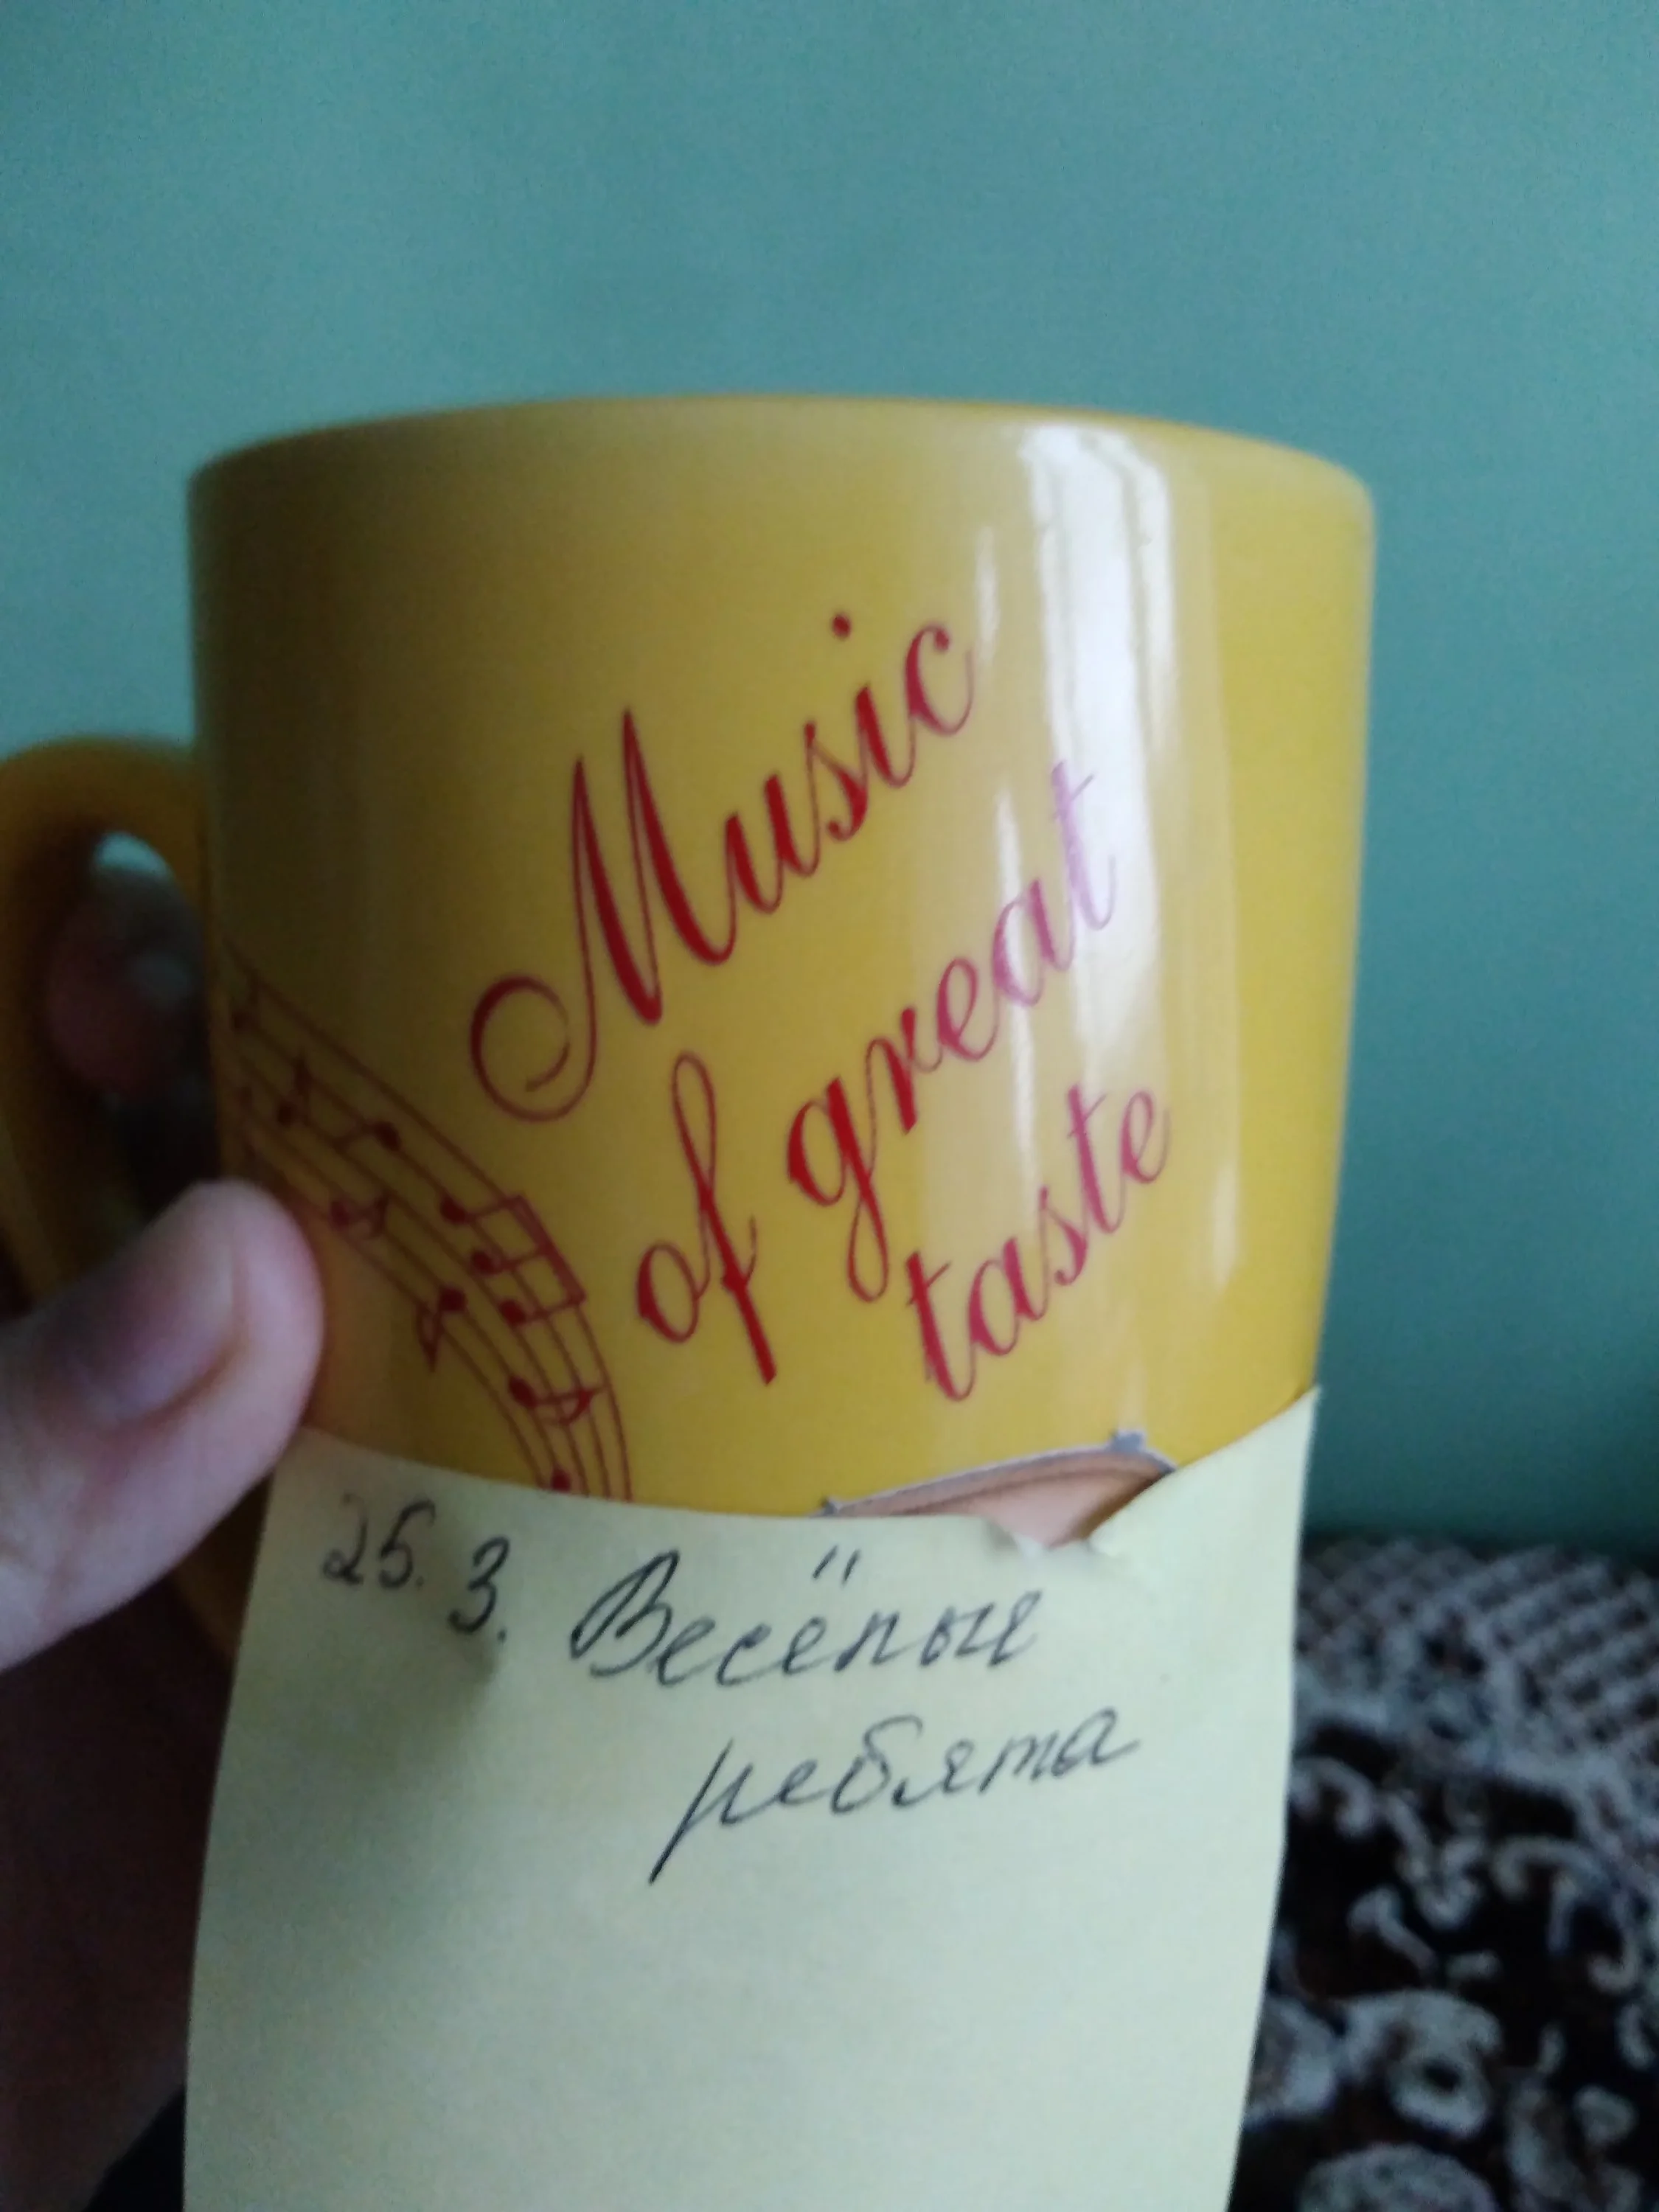 Music
of great
taste
25.3. Весёлые
ребята